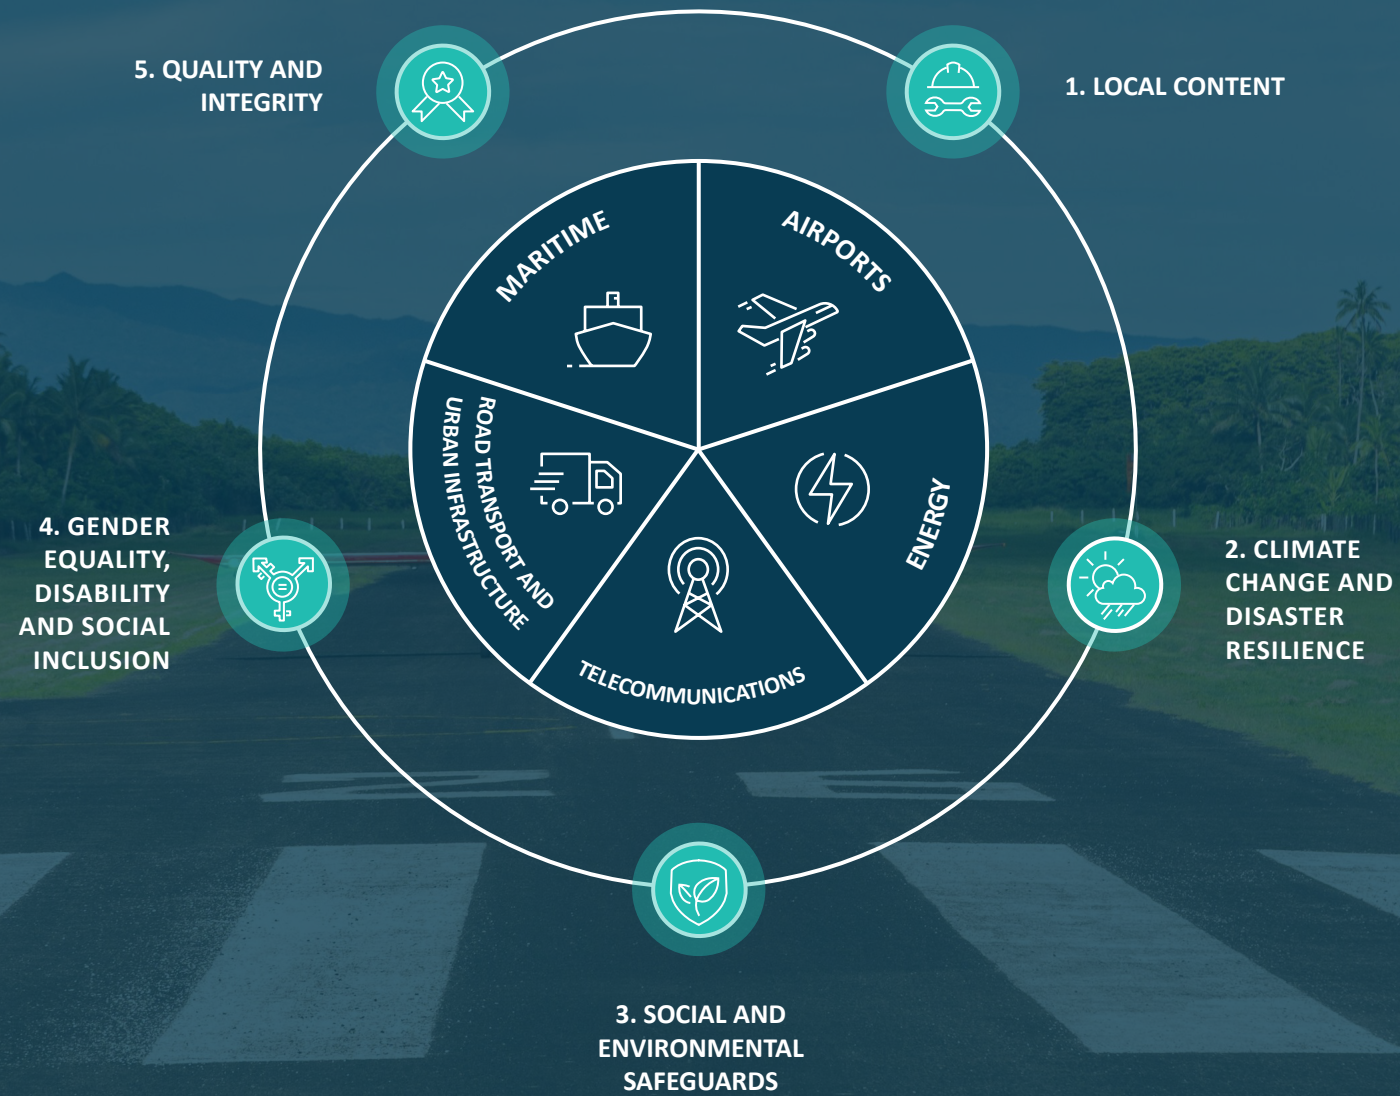 5. QUALITY AND
INTEGRITY
1. LOCAL CONTENT
MARITIME
AIRPORTS
ROAD TRANSPORT AND
URBAN INFRASTRUCTURE
ENERGY
TELECOMMUNICATIONS
4. GENDER
EQUALITY,
DISABILITY
AND SOCIAL
INCLUSION
2. CLIMATE
CHANGE AND
DISASTER
RESILIENCE
3. SOCIAL AND
ENVIRONMENTAL
SAFEGUARDS